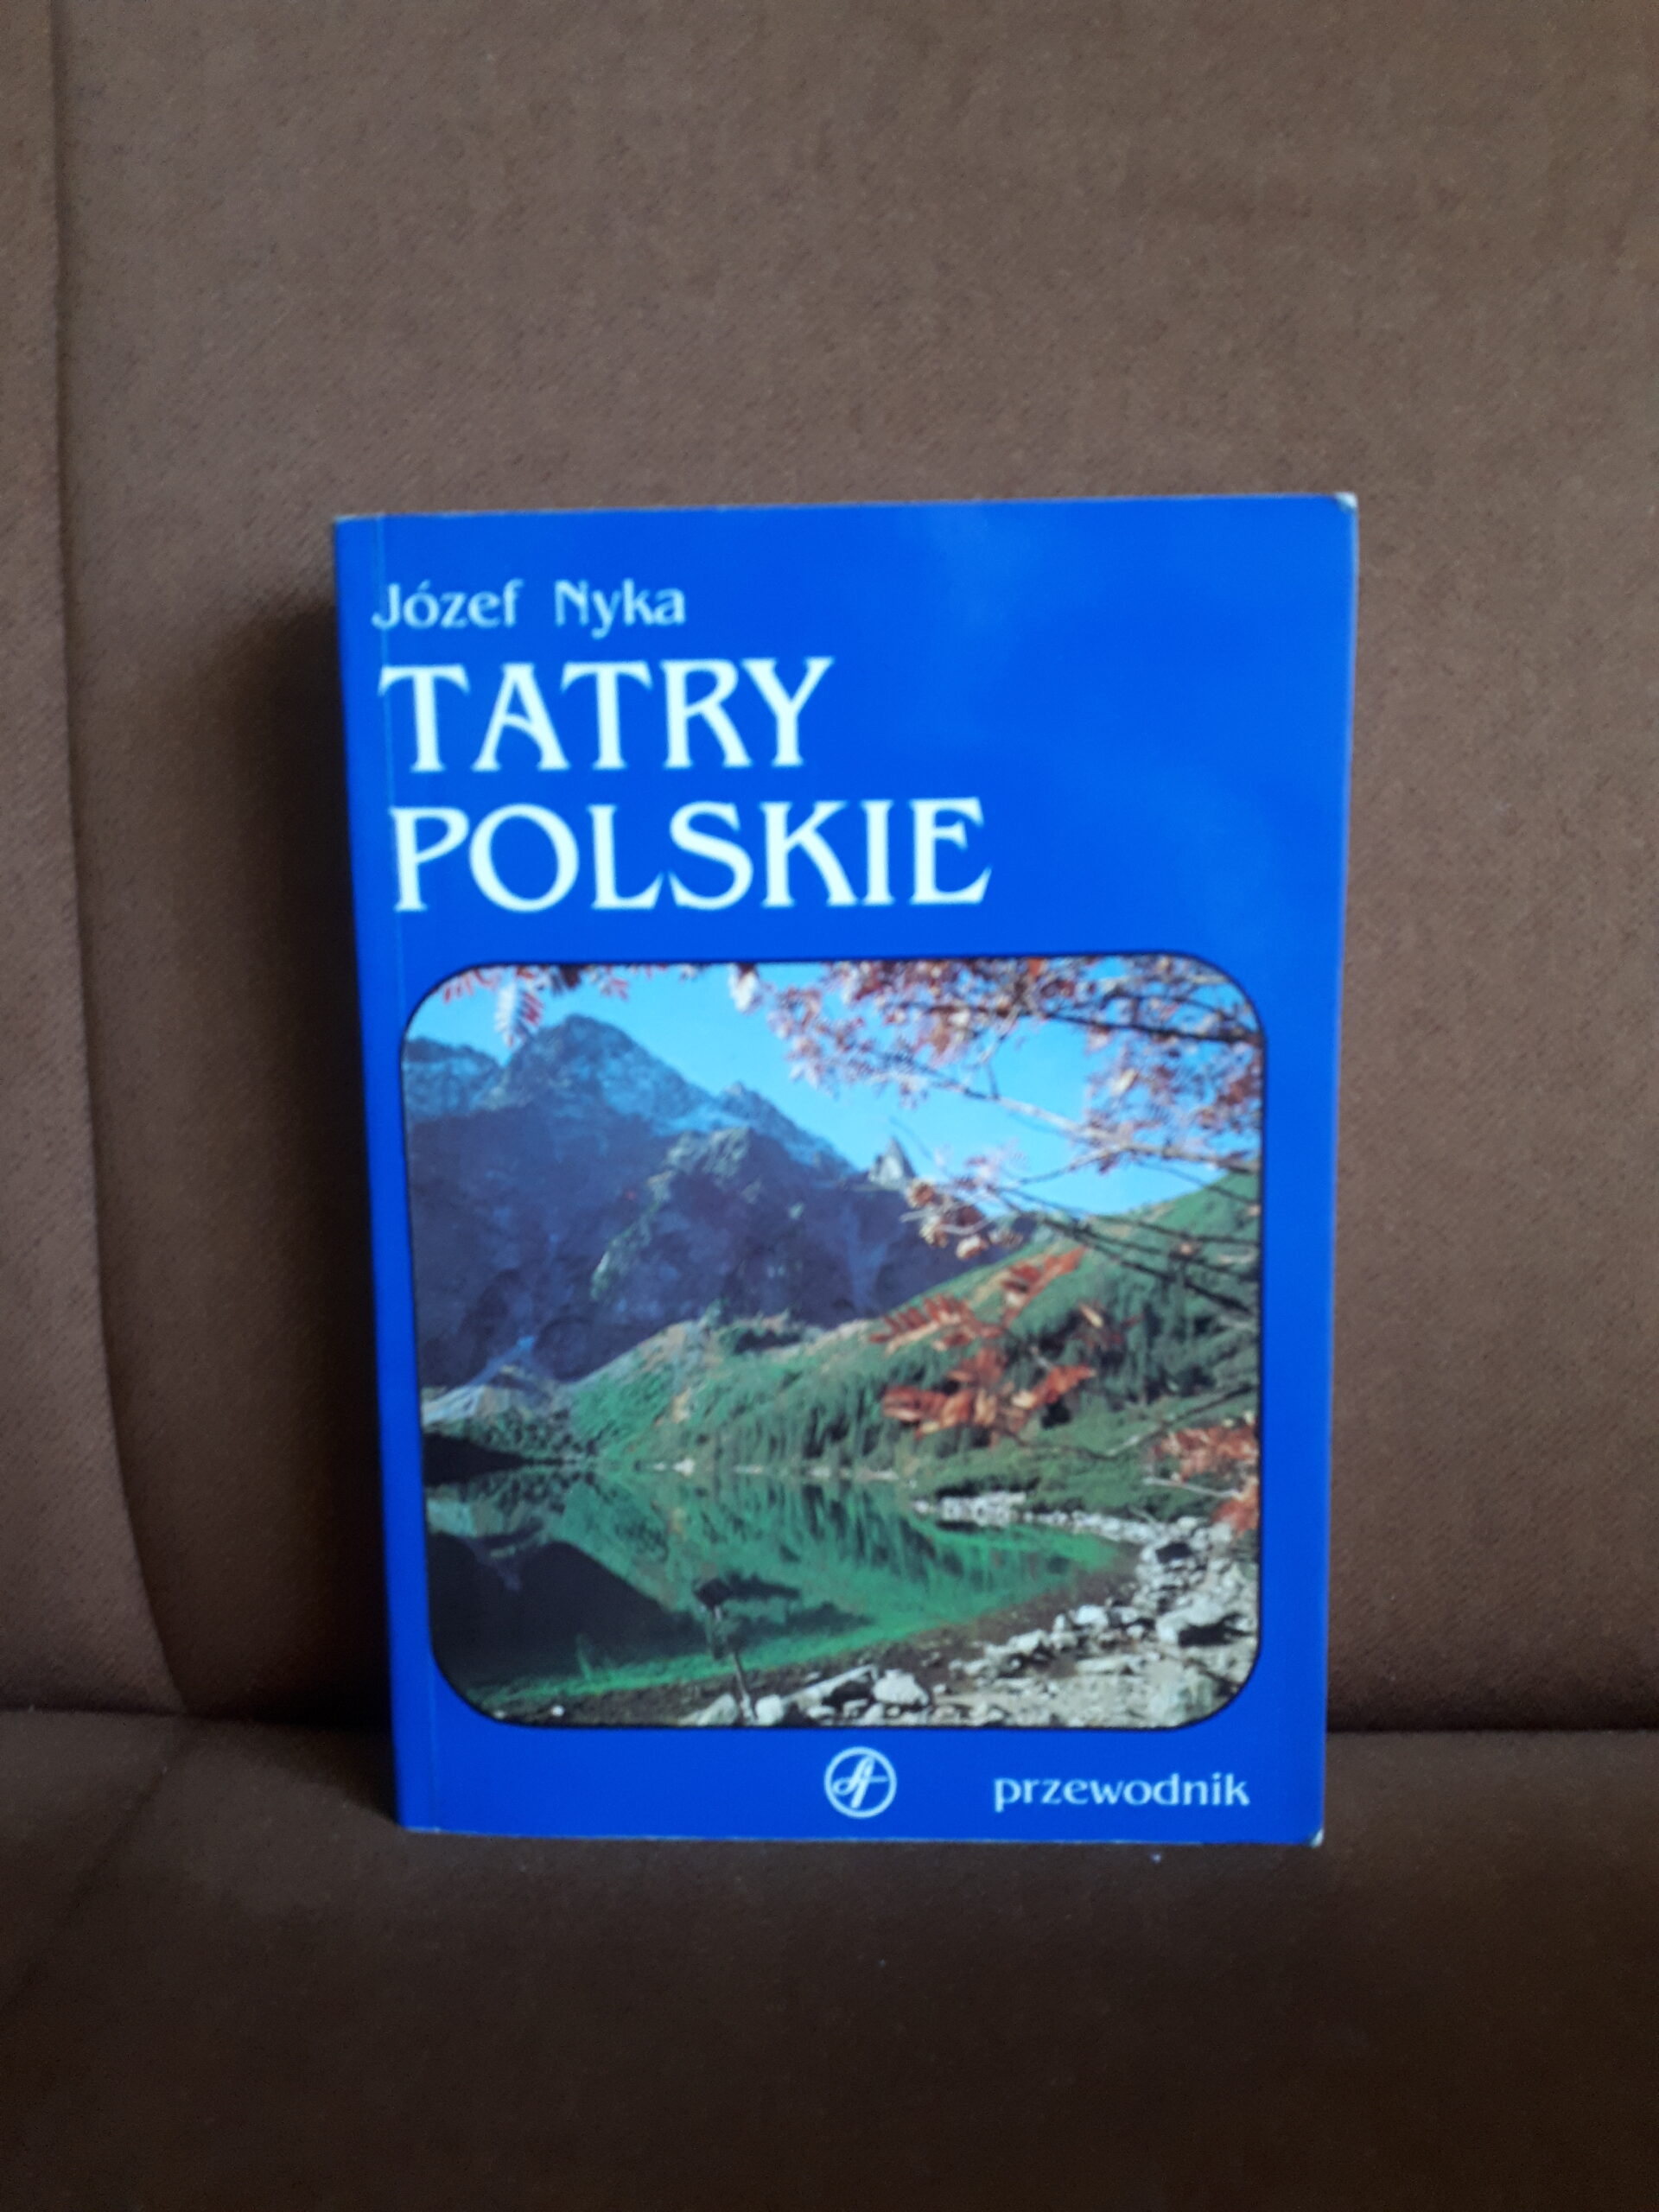 Józef Nyka
TATRY
POLSKIE
przewodnik